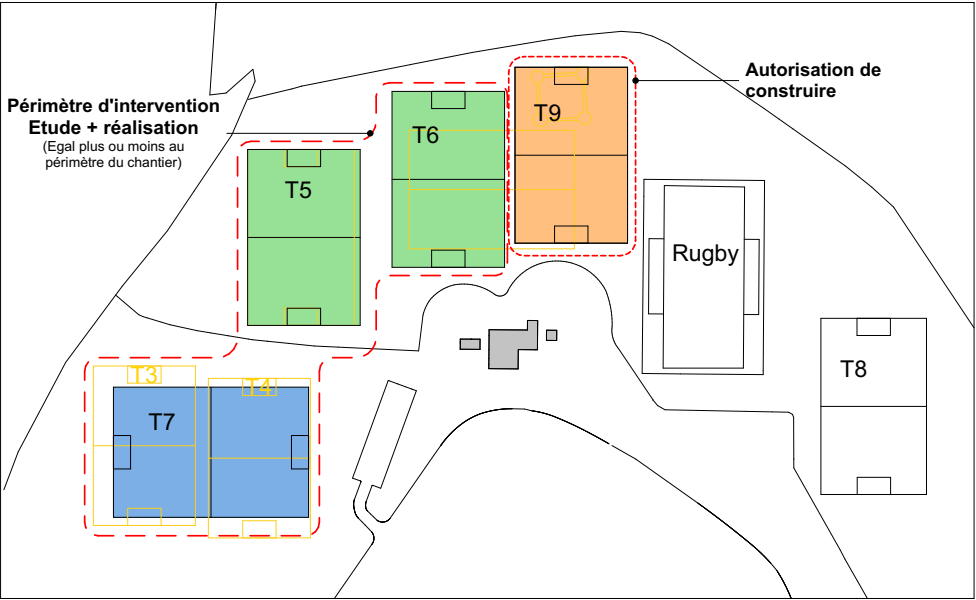 Périmètre d'intervention
Etude + réalisation
(Egal plus ou moins au
périmètre du chantier)
Autorisation de
construire
T9
T6
T5
Rugby
T8
T3
T4
T7